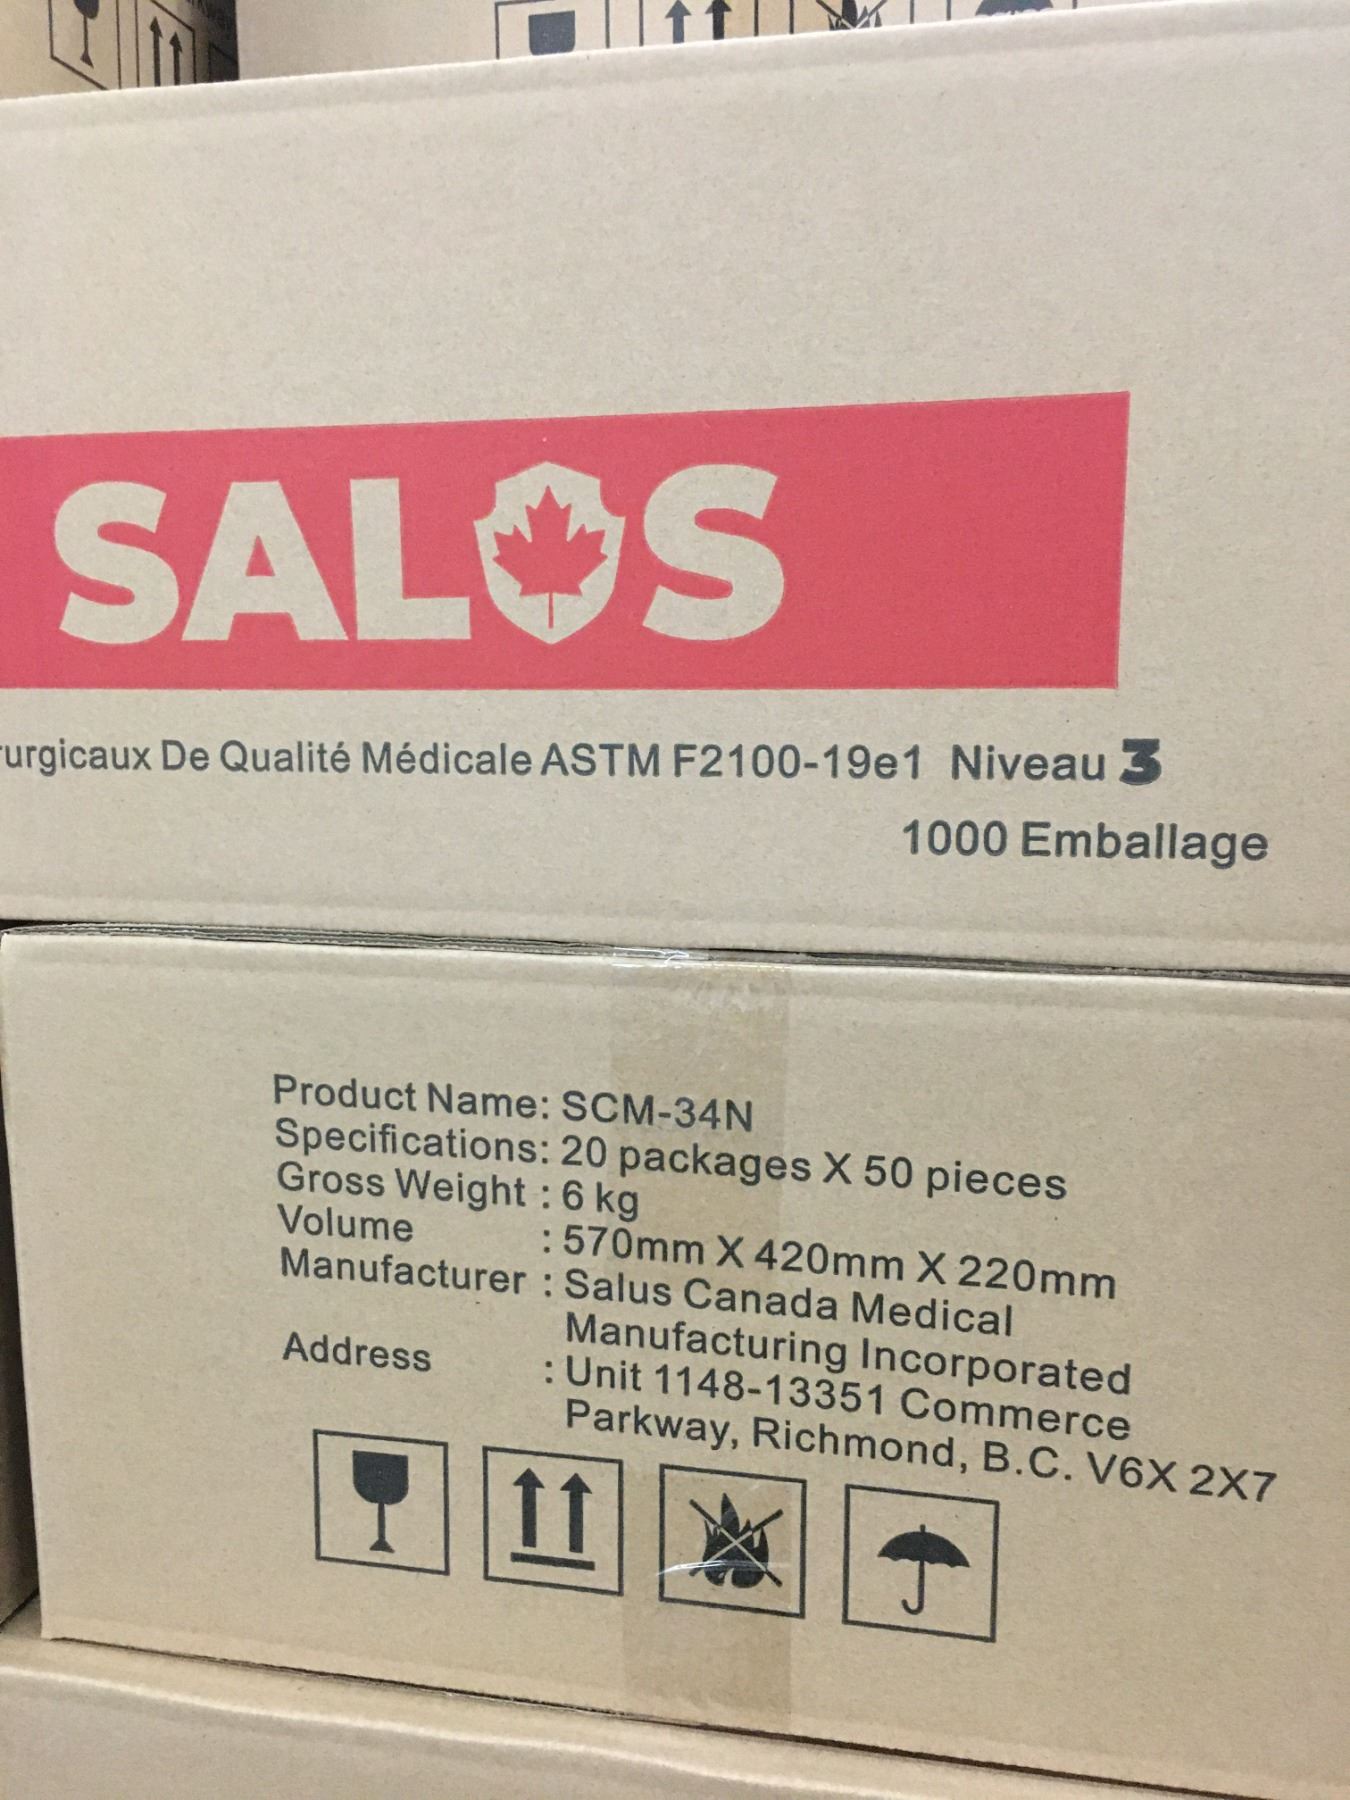 SALUS
rurgicaux De Qualité Médicale ASTM F2100-19e1 Niveau 3
1000 Emballage
Product Name: SCM-34N
Specifications: 20 packages X 50 pieces
Gross Weight : 6 kg
Volume : 570mm X 420mm X 220mm
Manufacturer : Salus Canada Medical
Manufacturing Incorporated
Address : Unit 1148-13351 Commerce
Parkway, Richmond, B.C. V6X 2X7